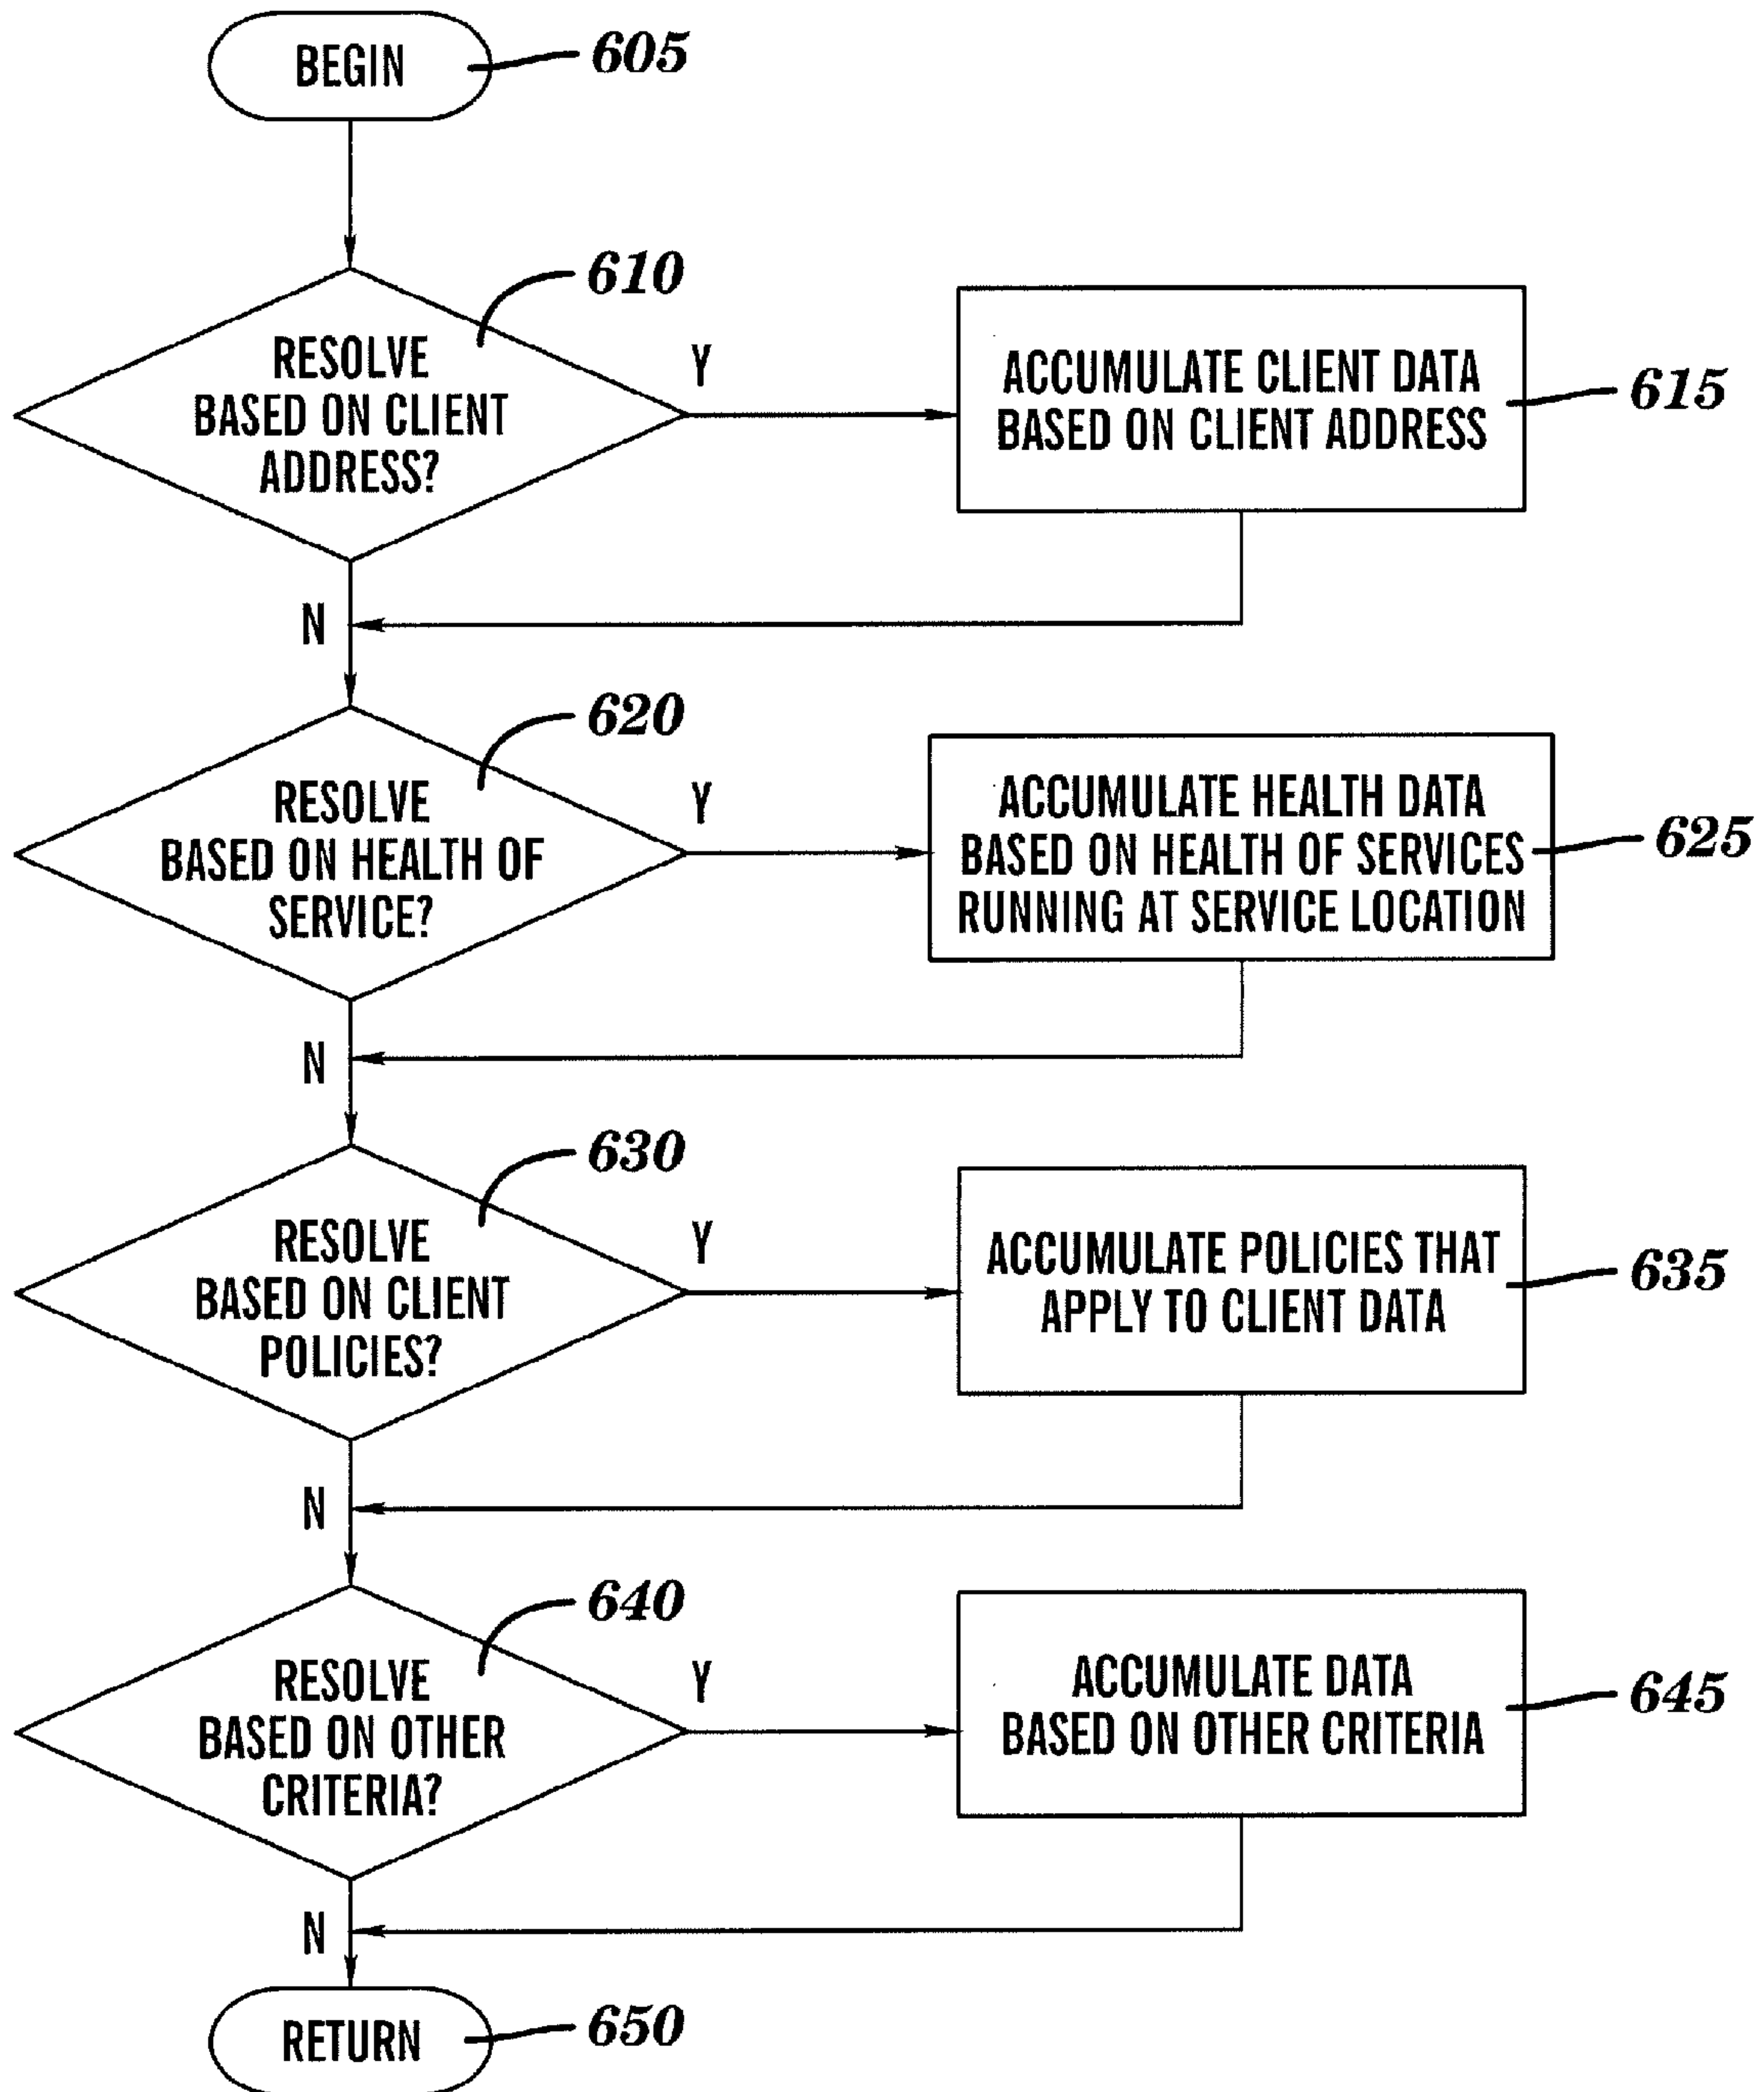 BEGIN
605
610
RESOLVE
BASED ON CLIENT
ADDRESS?
Y
ACCUMULATE CLIENT DATA
BASED ON CLIENT ADDRESS
615
N
620
RESOLVE
BASED ON HEALTH OF
SERVICE?
Y
ACCUMULATE HEALTH DATA
BASED ON HEALTH OF SERVICES
RUNNING AT SERVICE LOCATION
625
N
630
RESOLVE
BASED ON CLIENT
POLICIES?
Y
ACCUMULATE POLICIES THAT
APPLY TO CLIENT DATA
635
N
640
RESOLVE
BASED ON OTHER
CRITERIA?
Y
ACCUMULATE DATA
BASED ON OTHER CRITERIA
645
N
RETURN
650